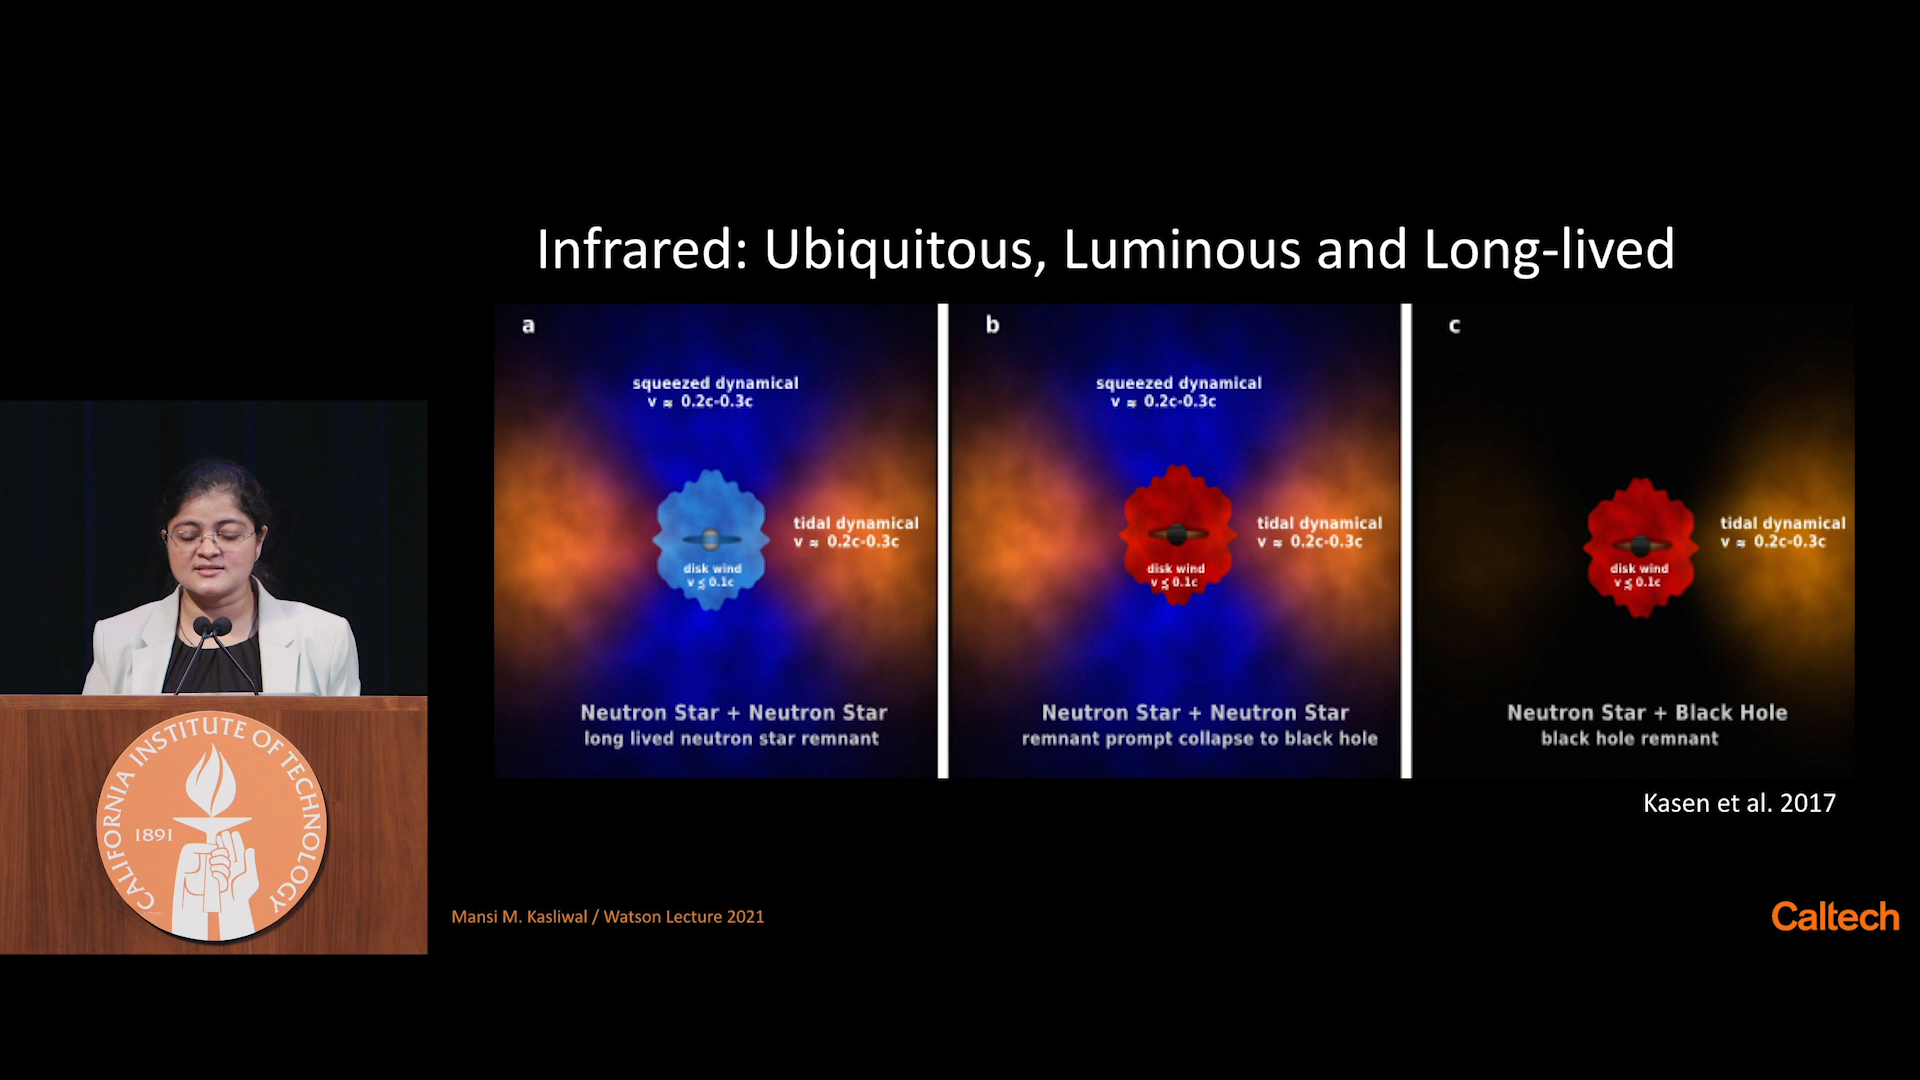 Infrared: Ubiquitous, Luminous and Long-lived
a
squeezed dynamical
v ≈ 0.2c-0.3c
tidal dynamical
v ≈ 0.2c-0.3c
disk wind
v ≲ 0.1c
Neutron Star + Neutron Star
long lived neutron star remnant
b
squeezed dynamical
v ≈ 0.2c-0.3c
tidal dynamical
v ≈ 0.2c-0.3c
disk wind
v ≲ 0.1c
Neutron Star + Neutron Star
remnant prompt collapse to black hole
c
tidal dynamical
v ≈ 0.2c-0.3c
disk wind
v ≲ 0.1c
Neutron Star + Black Hole
black hole remnant
Kasen et al. 2017
CALIFORNIA INSTITUTE OF TECHNOLOGY
1891
Mansi M. Kasliwal / Watson Lecture 2021
Caltech